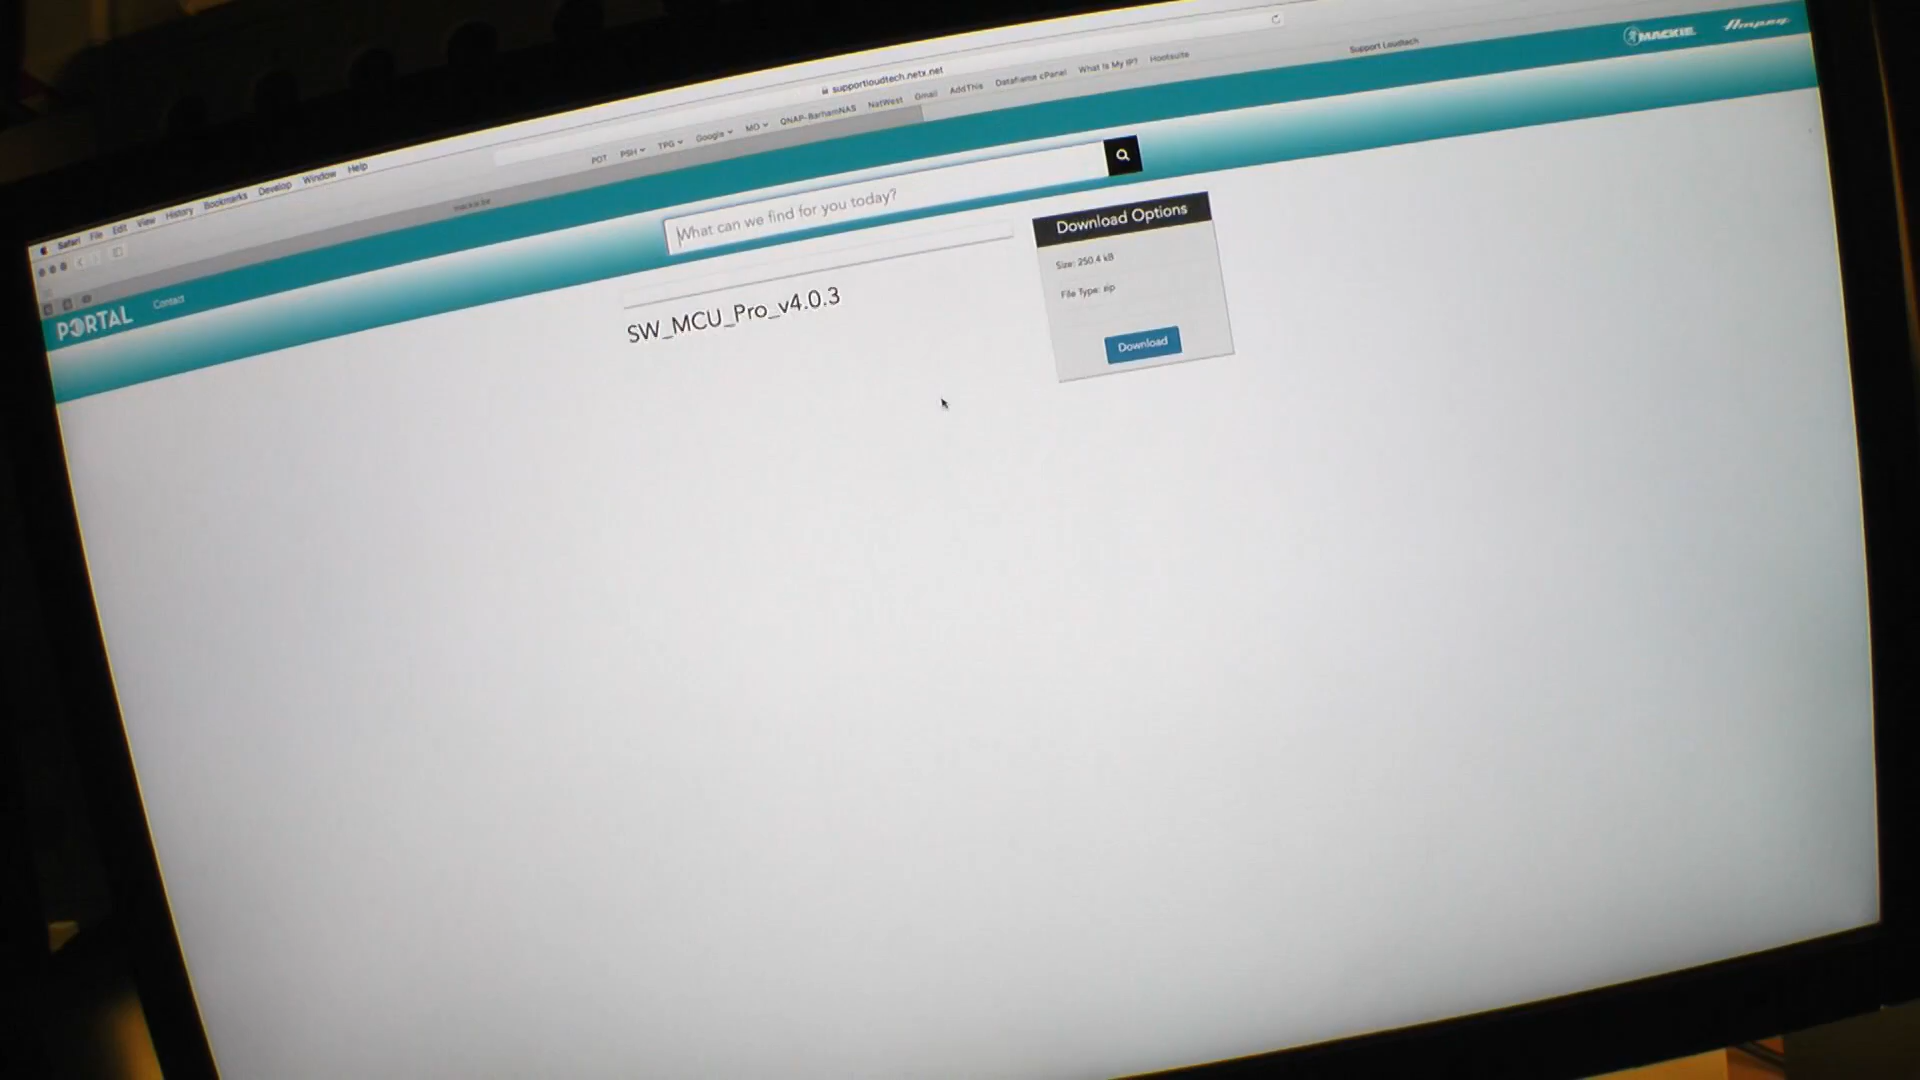 Safari File Edit View History Bookmarks Develop Window Help
supportloudtech.netx.net
POT PSH TPG Google MO QNAP-BarhamNAS NatWest Gmail AddThis Dataframe cPanel What Is My IP? Hootsuite
Support Loudtech
PORTAL Contact
MACKIE. Ampeg
What can we find for you today?
SW_MCU_Pro_v4.0.3
Download Options
Size: 250.4 kB
File Type: zip
Download